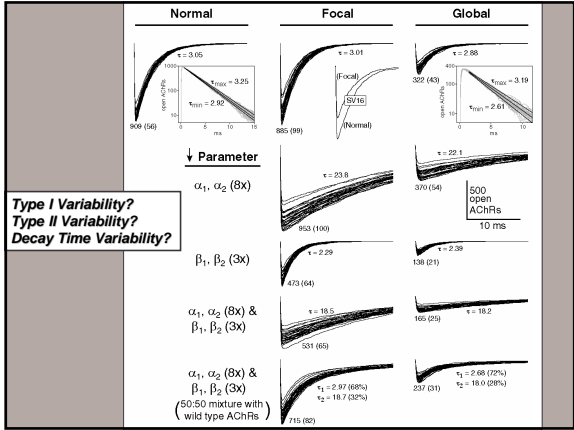 Normal
Focal
Global
τ = 3.05
τ = 3.01
τ = 2.88
322 (43)
1000
100
10
open AChRs
τmax = 3.25
τmin = 2.92
0 5 10 15
ms
909 (56)
(Focal)
SV16
(Normal)
885 (99)
400
100
10
open AChRs
τmax = 3.19
τmin = 2.61
0 5 10
ms
↓ Parameter
α1, α2 (8x)
τ = 23.8
953 (100)
τ = 22.1
370 (54)
500
open
AChRs
10 ms
Type I Variability?
Type II Variability?
Decay Time Variability?
β1, β2 (3x)
τ = 2.29
473 (64)
τ = 2.39
138 (21)
α1, α2 (8x) &
β1, β2 (3x)
τ = 18.5
531 (65)
τ = 18.2
165 (25)
α1, α2 (8x) &
β1, β2 (3x)
(50:50 mixture with
wild type AChRs)
τ1 = 2.97 (68%)
τ2 = 18.7 (32%)
715 (82)
τ1 = 2.68 (72%)
τ2 = 18.0 (28%)
237 (31)